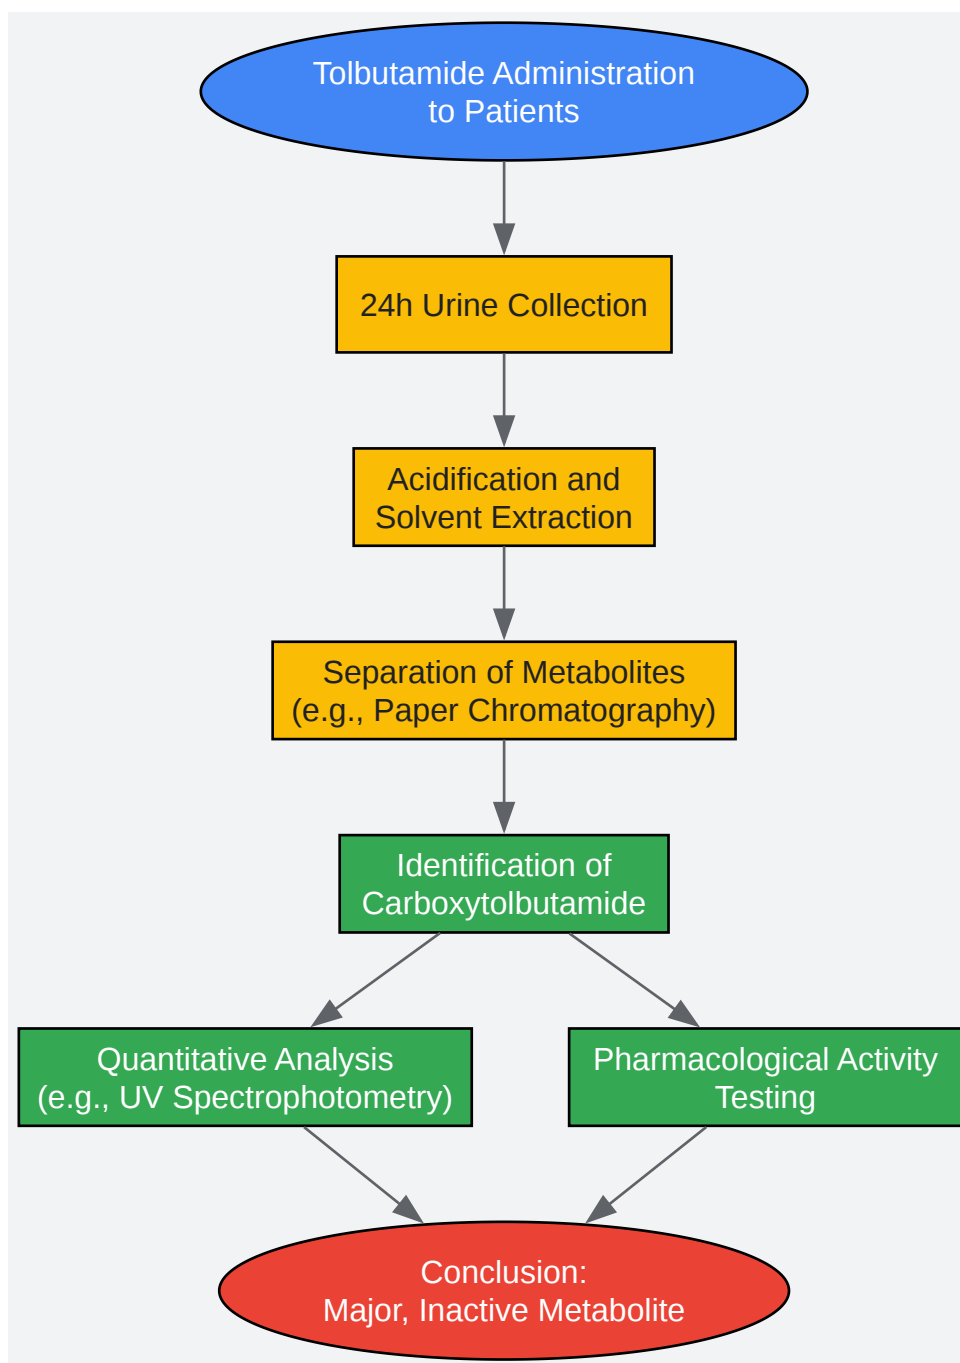 Tolbutamide Administration
to Patients
24h Urine Collection
Acidification and
Solvent Extraction
Separation of Metabolites
(e.g., Paper Chromatography)
Identification of
Carboxytolbutamide
Quantitative Analysis
(e.g., UV Spectrophotometry)
Pharmacological Activity
Testing
Conclusion:
Major, Inactive Metabolite